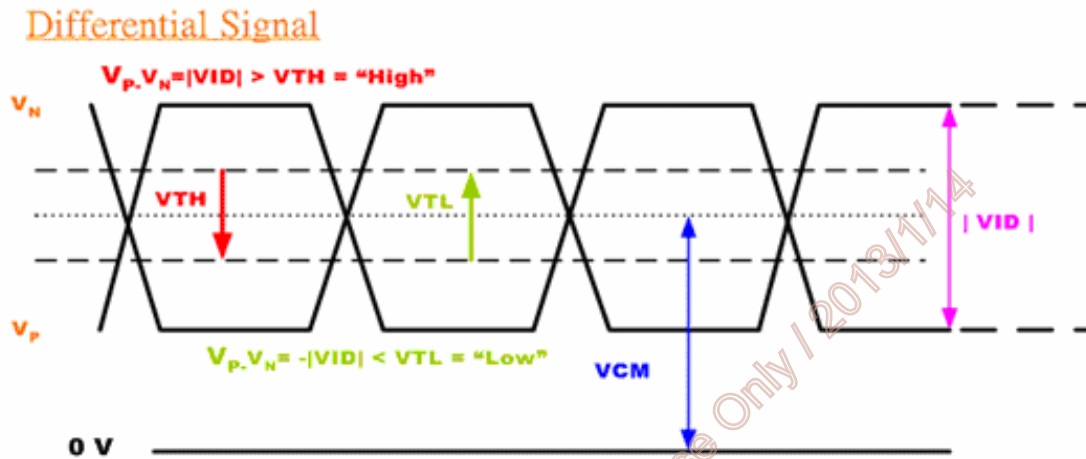 Differential Signal
VP-VN=|VID| > VTH = “High”
VN
VTH
VTL
| VID |
VP
VP-VN= -|VID| < VTL = “Low”
VCM
0 V
Only / 2013/1/14